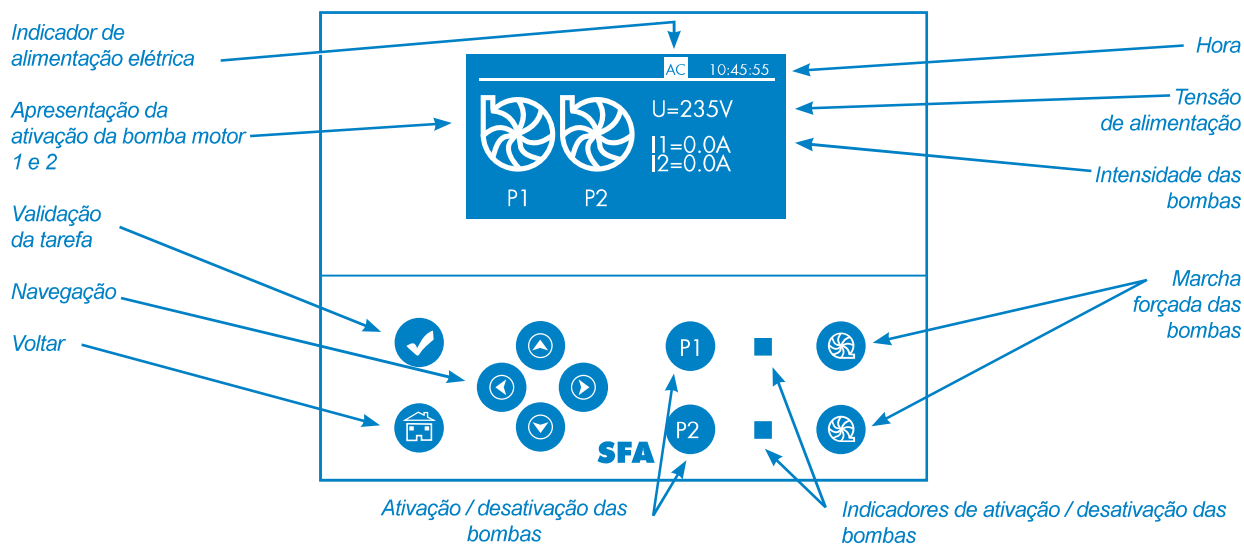 Indicador de
alimentação elétrica
Apresentação da
ativação da bomba motor
1 e 2
Validação
da tarefa
Navegação
Voltar
AC 10:45:55
U=235V
I1=0.0A
I2=0.0A
P1 P2
Hora
Tensão
de alimentação
Intensidade das
bombas
Marcha
forçada das
bombas
P1
P2
SFA
Ativação / desativação das
bombas
Indicadores de ativação / desativação das
bombas